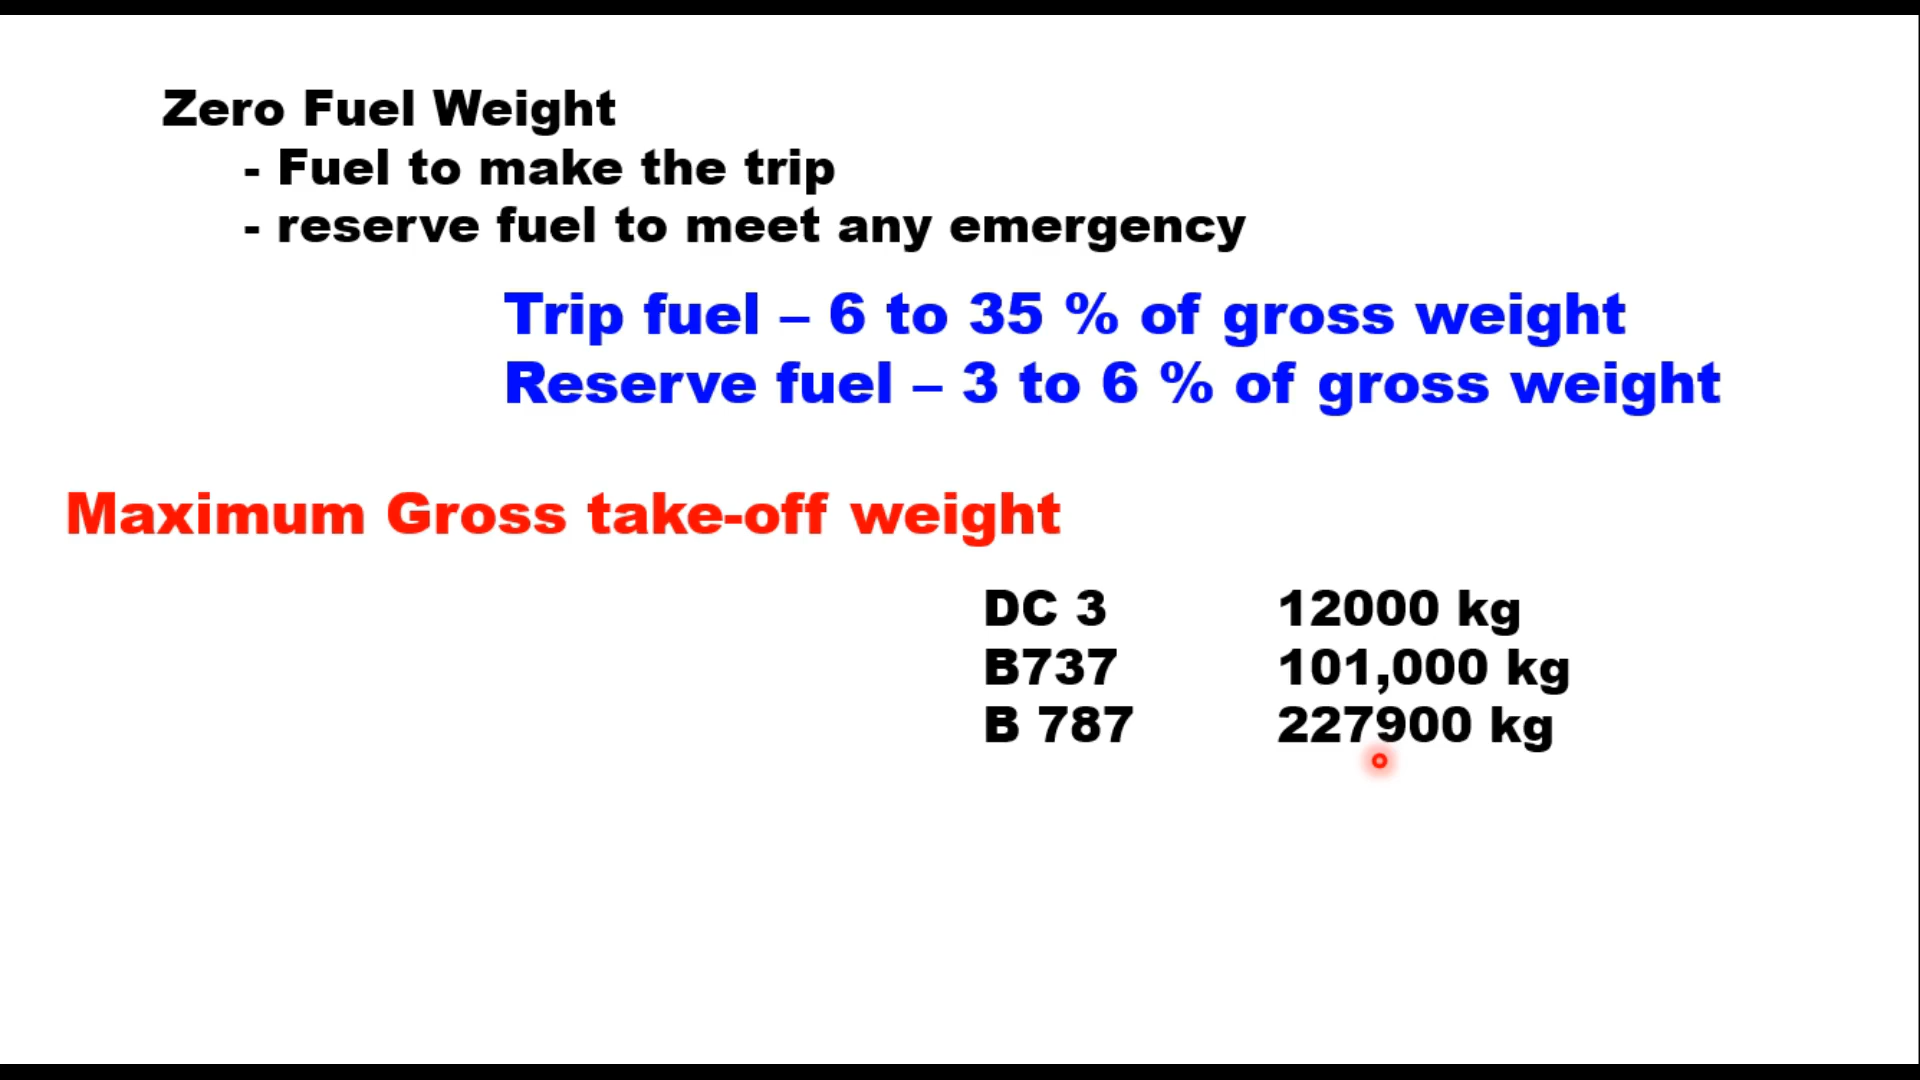 Zero Fuel Weight
- Fuel to make the trip
- reserve fuel to meet any emergency
Trip fuel – 6 to 35 % of gross weight
Reserve fuel – 3 to 6 % of gross weight
Maximum Gross take-off weight
DC 3 12000 kg
B737 101,000 kg
B 787 227900 kg